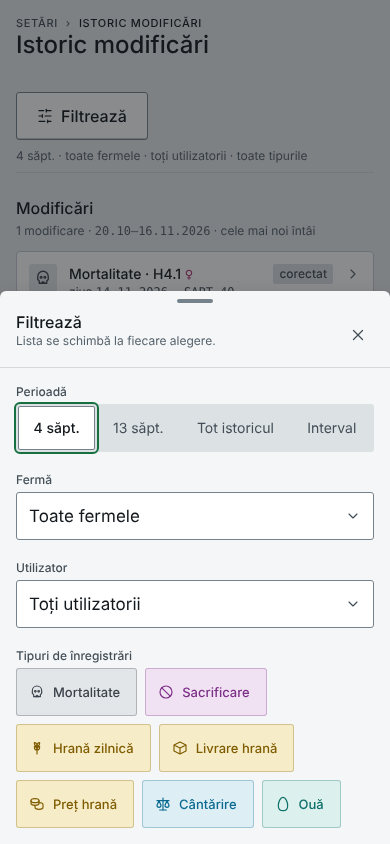 SETĂRI › ISTORIC MODIFICĂRI
Istoric modificări
Filtrează
4 săpt. · toate fermele · toți utilizatorii · toate tipurile
Modificări
1 modificare · 20.10–16.11.2026 · cele mai noi întâi
Mortalitate · H4.1 ♀ corectat
Filtrează
Lista se schimbă la fiecare alegere.
Perioadă
4 săpt. 13 săpt. Tot istoricul Interval
Fermă
Toate fermele
Utilizator
Toți utilizatorii
Tipuri de înregistrări
Mortalitate Sacrificare
Hrană zilnică Livrare hrană
Preț hrană Cântărire Ouă